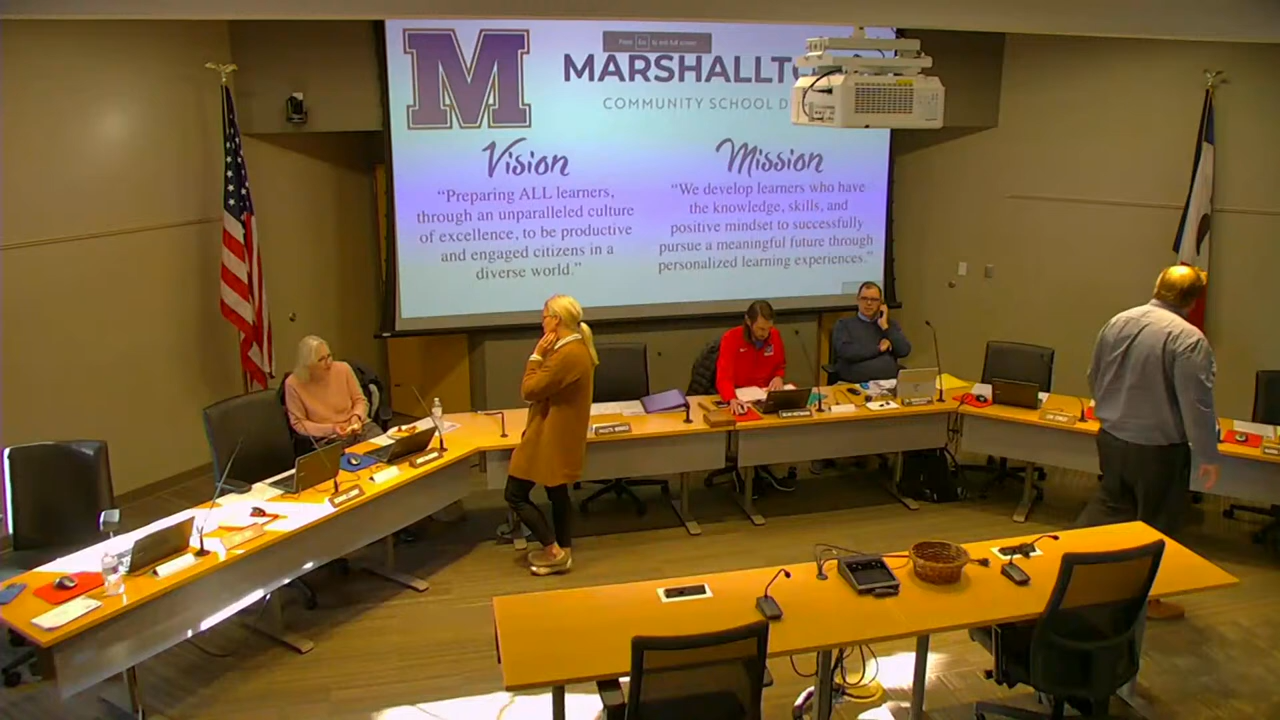 M
MARSHALLTO
COMMUNITY SCHOOL D
Vision
"Preparing ALL learners,
through an unparalleled culture
of excellence, to be productive
and engaged citizens in a
diverse world."
Mission
"We develop learners who have
the knowledge, skills, and
positive mindset to successfully
pursue a meaningful future through
personalized learning experiences."